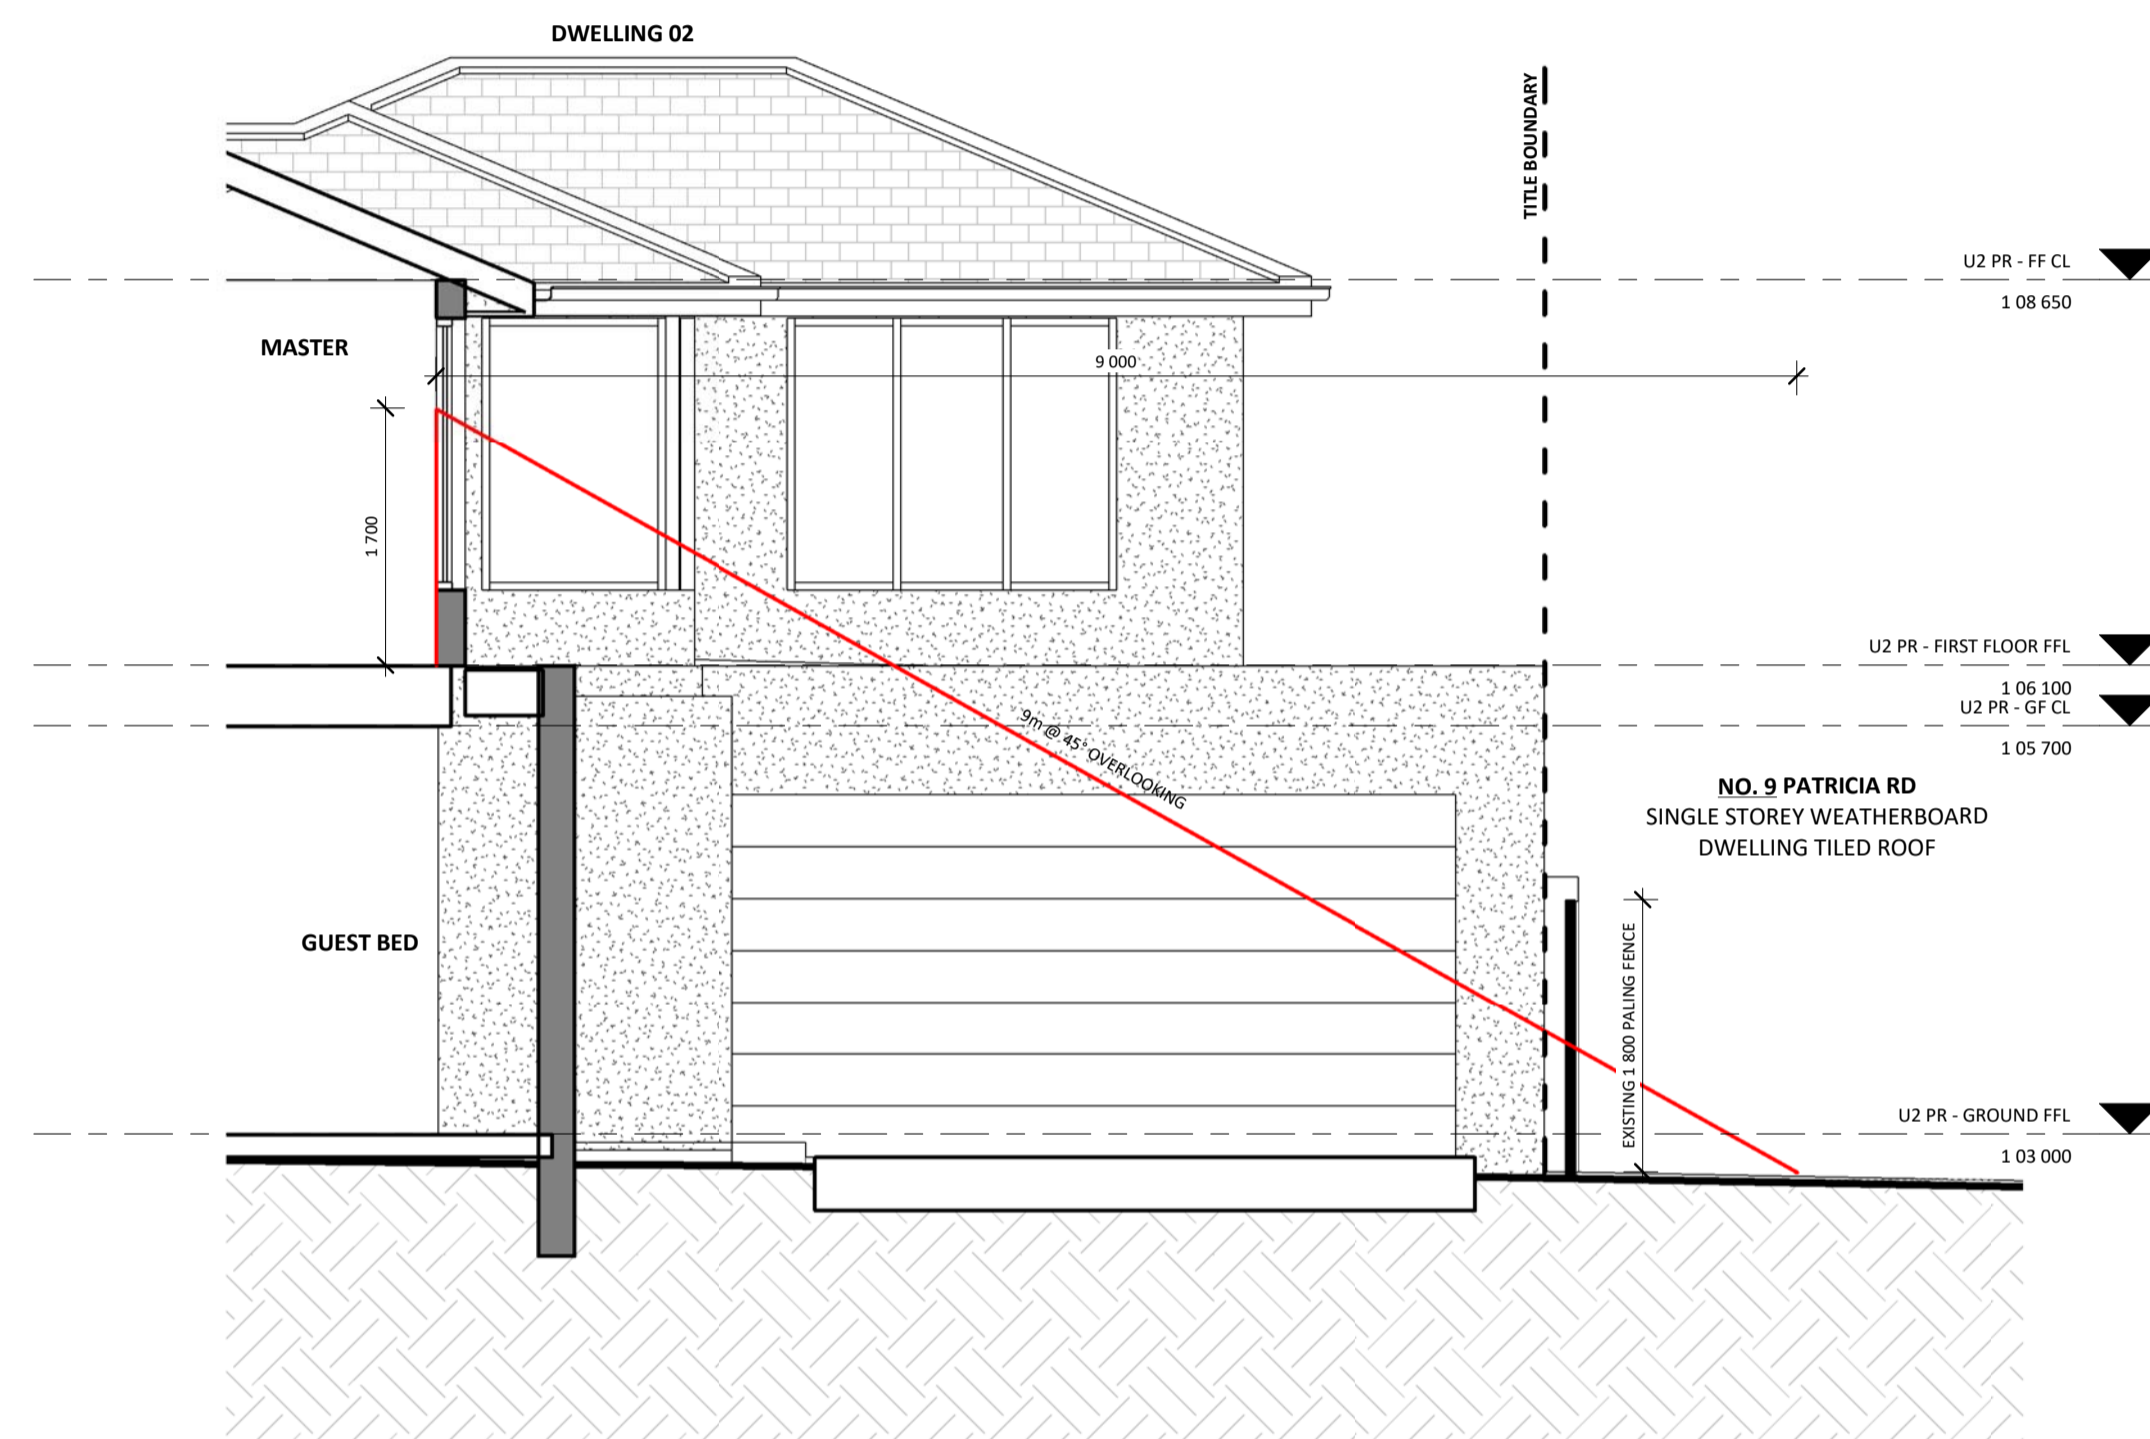 DWELLING 02
TITLE BOUNDARY
U2 PR - FF CL
1 08 650
MASTER
9 000
1 700
U2 PR - FIRST FLOOR FFL
1 06 100
U2 PR - GF CL
1 05 700
9m @ 45° OVERLOOKING
NO. 9 PATRICIA RD
SINGLE STOREY WEATHERBOARD
DWELLING TILED ROOF
GUEST BED
EXISTING 1 800 PALING FENCE
U2 PR - GROUND FFL
1 03 000